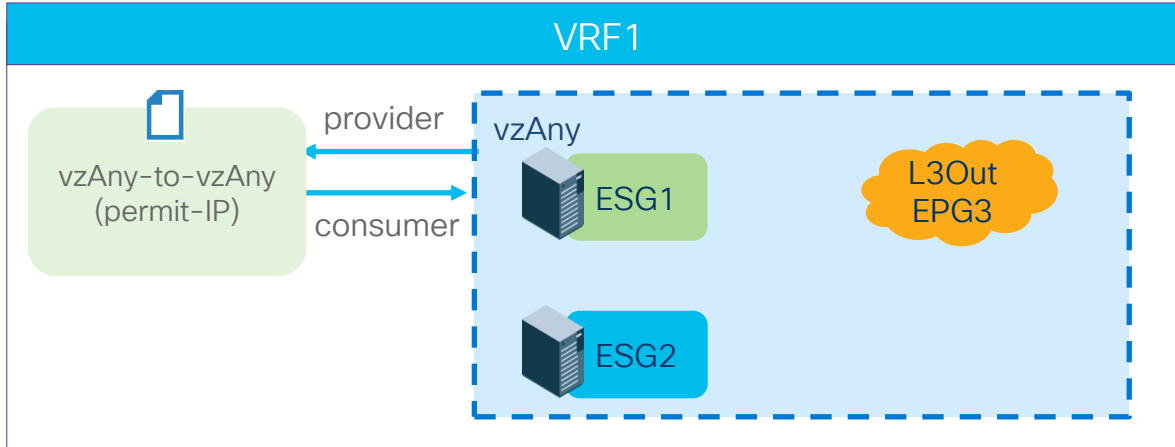 VRF1
provider
vzAny-to-vzAny
(permit-IP)
consumer
vzAny
ESG1
L3Out
EPG3
ESG2